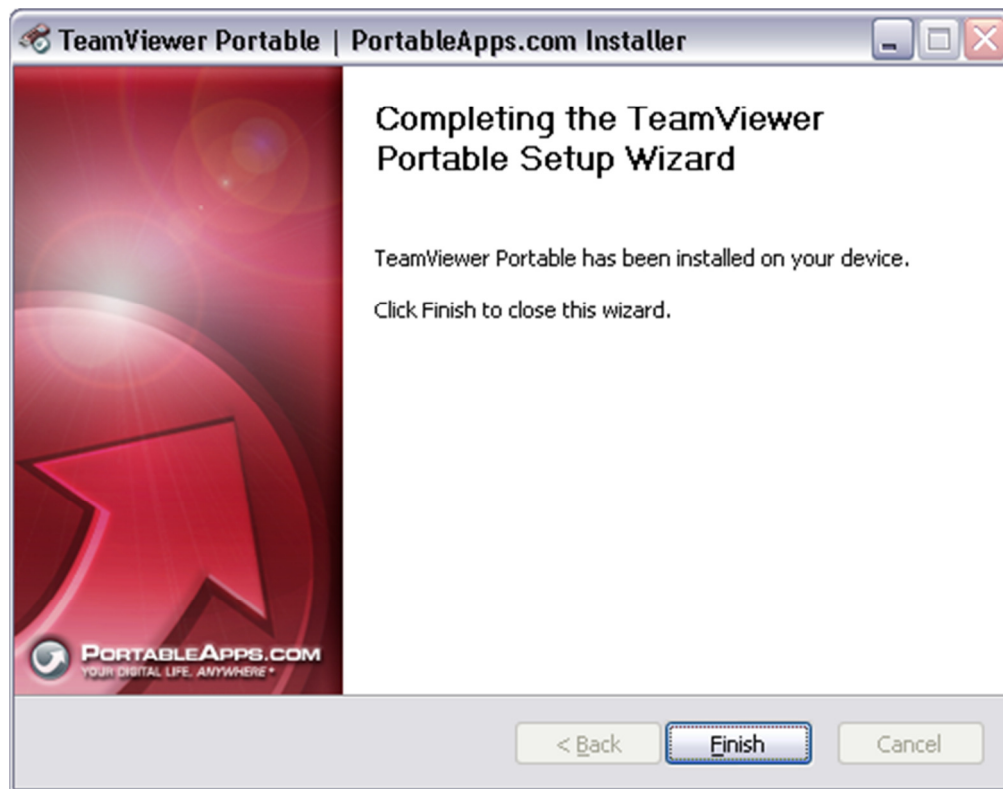 TeamViewer Portable | PortableApps.com Installer
Completing the TeamViewer
Portable Setup Wizard
TeamViewer Portable has been installed on your device.
Click Finish to close this wizard.
PORTABLEAPPS.COM
YOUR DIGITAL LIFE, ANYWHERE®
< Back Finish Cancel